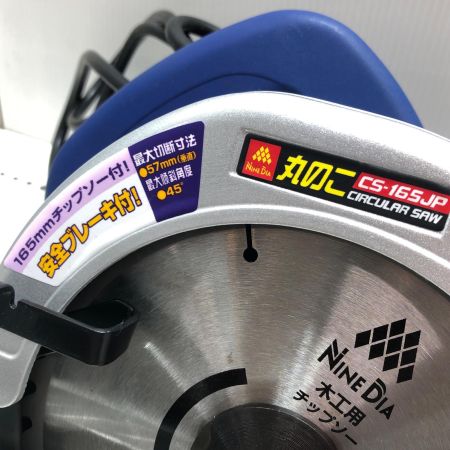 165mmチップソー付!
安全ブレーキ付!
最大切断寸法
●57mm(垂直)
最大傾斜角度
●45°
NINE DIA
丸のこ
CS-165JP
CIRCULAR SAW
NINE DIA
木工用
チップソー